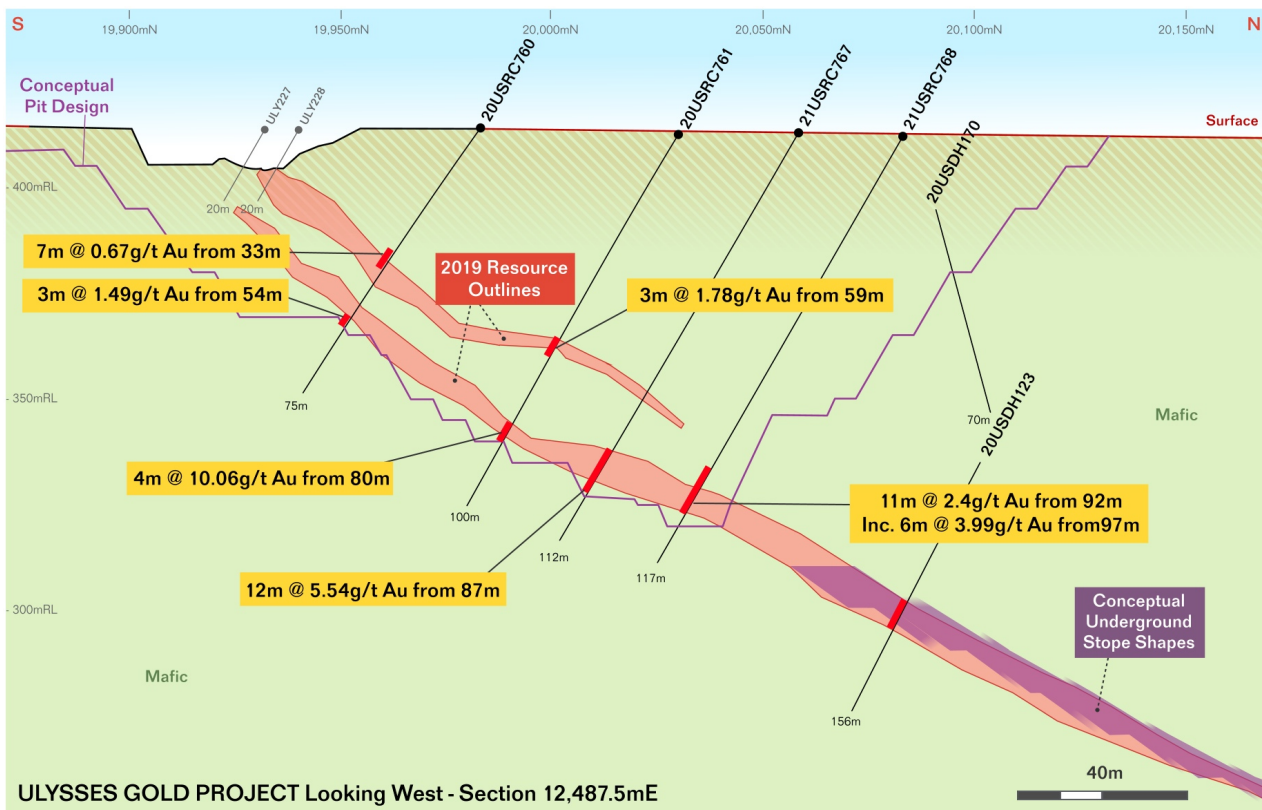 S
19,900mN
19,950mN
20,000mN
20,050mN
20,100mN
20,150mN
N
Conceptual
Pit Design
ULY227
ULY228
20USRC760
20USRC761
21USRC767
21USRC768
20USDH170
Surface
400mRL
20m
20m
7m @ 0.67g/t Au from 33m
3m @ 1.49g/t Au from 54m
2019 Resource
Outlines
3m @ 1.78g/t Au from 59m
350mRL
75m
70m
Mafic
20USDH123
4m @ 10.06g/t Au from 80m
100m
11m @ 2.4g/t Au from 92m
Inc. 6m @ 3.99g/t Au from97m
112m
117m
12m @ 5.54g/t Au from 87m
300mRL
Conceptual
Underground
Stope Shapes
Mafic
156m
40m
ULYSSES GOLD PROJECT Looking West - Section 12,487.5mE